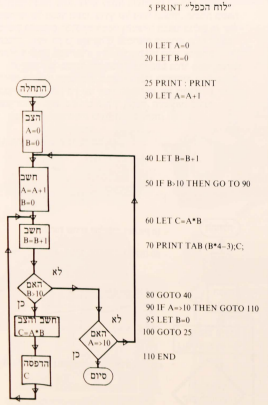 5 PRINT "לוח הכפל"
10 LET A=0
20 LET B=0
25 PRINT : PRINT
30 LET A=A+1
40 LET B=B+1
50 IF B>10 THEN GO TO 90
60 LET C=A*B
70 PRINT TAB (B*4-3);C;
80 GOTO 40
90 IF A=>10 THEN GOTO 110
95 LET B=0
100 GOTO 25
110 END
התחלה
הצב
A=0
B=0
חשב
A=A+1
B=0
חשב
B=B+1
האם
B>10
לא
כן
חשב והצב
C=A*B
הדפסה
C
האם
A=>10
לא
כן
סיום